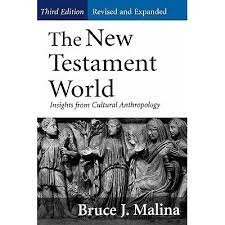 Third Edition Revised and Expanded
The New
Testament
World
Insights from Cultural Anthropology
Bruce J. Malina